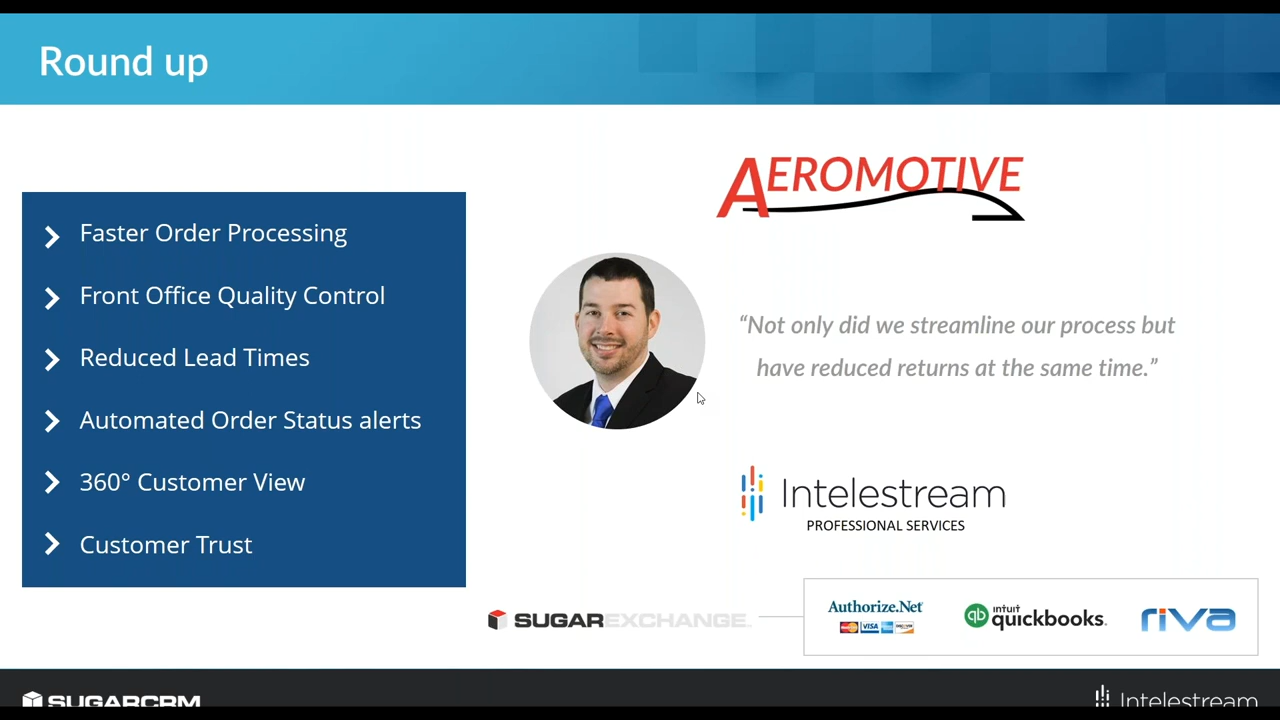 Round up
Faster Order Processing
Front Office Quality Control
Reduced Lead Times
Automated Order Status alerts
360° Customer View
Customer Trust
AEROMOTIVE
“Not only did we streamline our process but
have reduced returns at the same time.”
Intelestream
PROFESSIONAL SERVICES
SUGAREXCHANGE
Authorize.Net
VISA
DISCOVER
qb
intuit
quickbooks.
riva
SUGARCRM
Intelestream